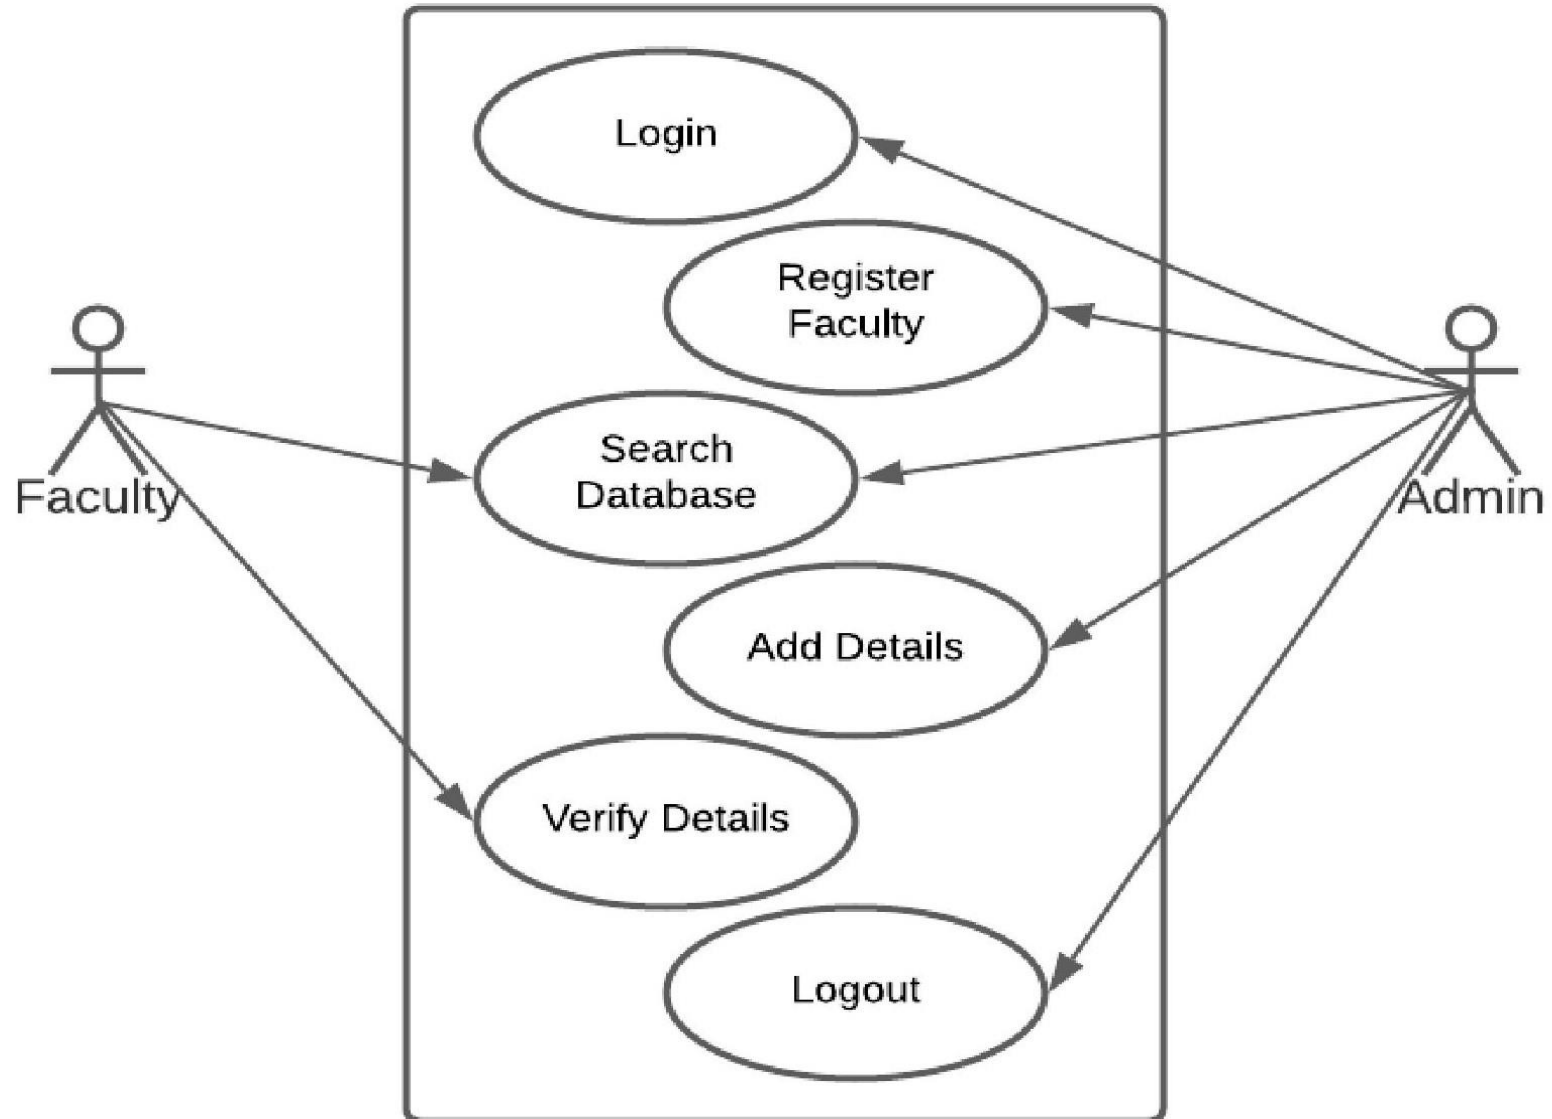 Login
Register
Faculty
Search
Database
Faculty
Admin
Add Details
Verify Details
Logout